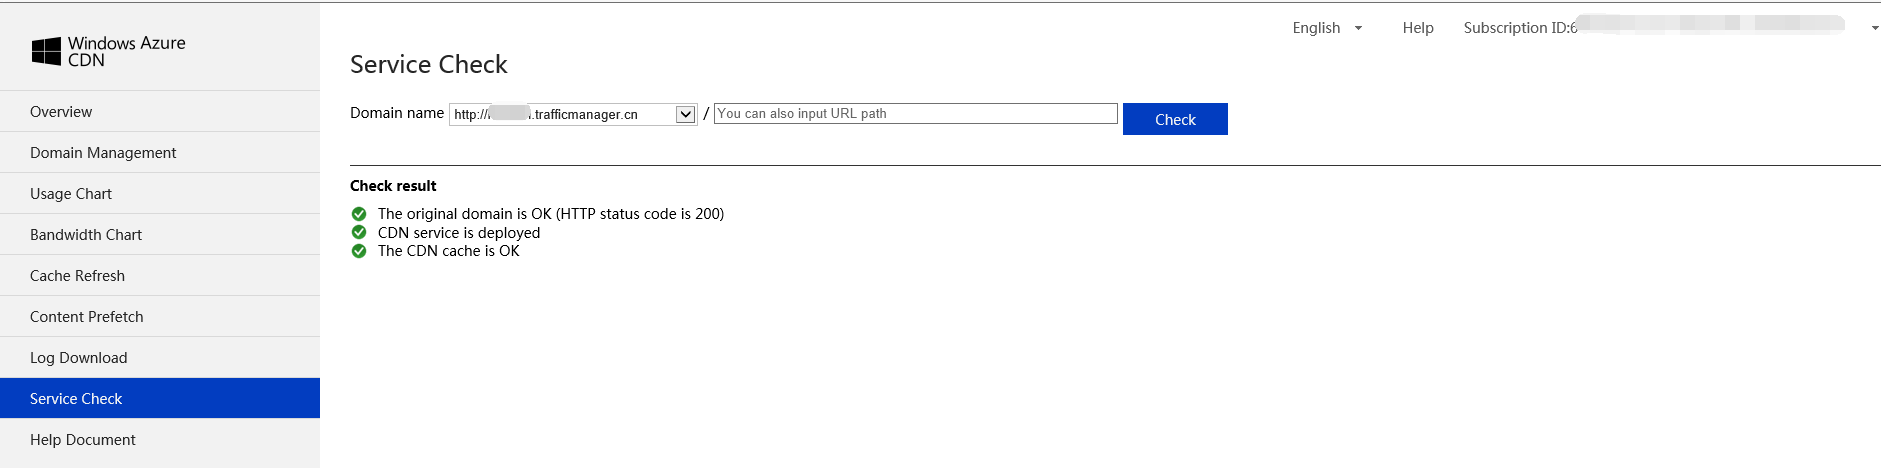 English Help Subscription ID:6
Windows Azure
CDN
Service Check
Domain name http:// .trafficmanager.cn / You can also input URL path Check
Check result
The original domain is OK (HTTP status code is 200)
CDN service is deployed
The CDN cache is OK
Overview
Domain Management
Usage Chart
Bandwidth Chart
Cache Refresh
Content Prefetch
Log Download
Service Check
Help Document